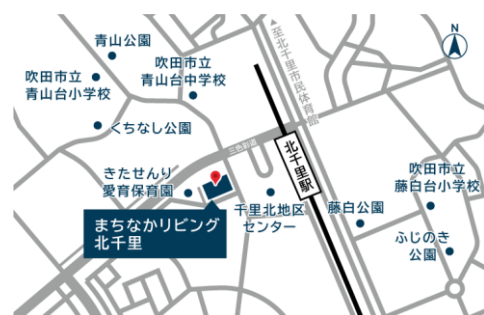 N
青山公園
吹田市立
青山台小学校
吹田市立
青山台中学校
▲至北千里市民体育館
くちなし公園
三色彩道
北千里駅
きたせんり
愛育保育園
まちなかリビング
北千里
千里北地区
センター
藤白公園
吹田市立
藤白台小学校
ふじのき
公園